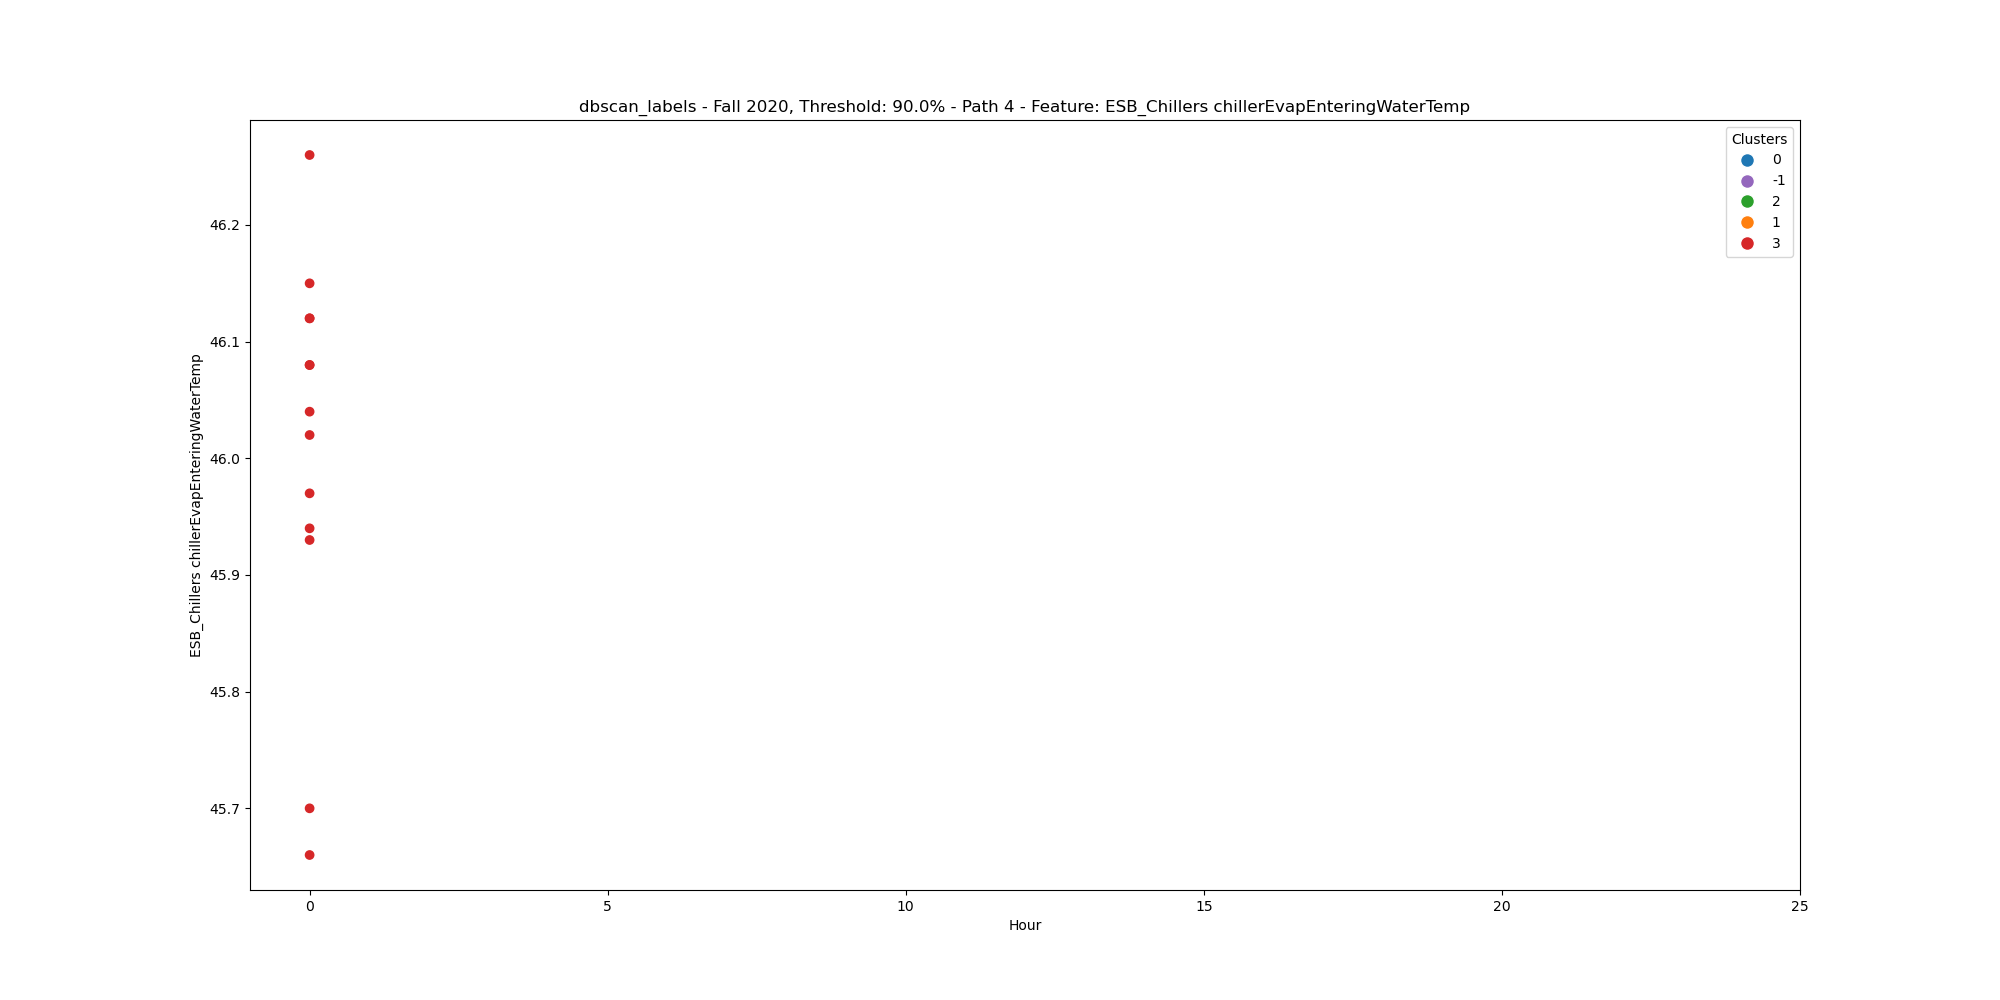 dbscan_labels - Fall 2020, Threshold: 90.0% - Path 4 - Feature: ESB_Chillers chillerEvapEnteringWaterTemp
Clusters
0
-1
2
1
3
46.2
46.1
46.0
45.9
45.8
45.7
ESB_Chillers chillerEvapEnteringWaterTemp
0 5 10 15 20 25
Hour